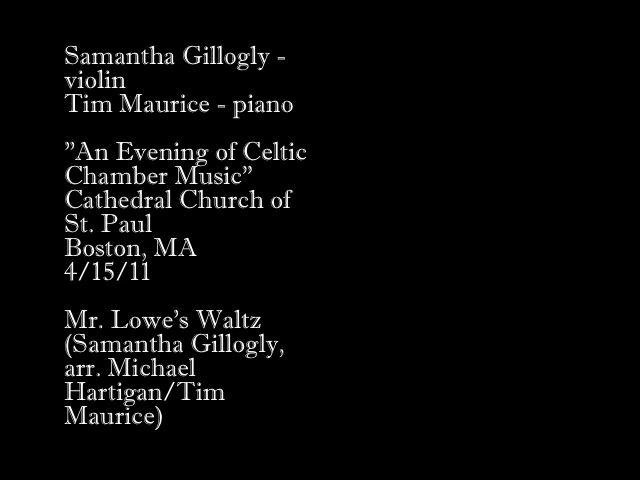 Samantha Gillogly -
violin
Tim Maurice - piano
”An Evening of Celtic
Chamber Music”
Cathedral Church of
St. Paul
Boston, MA
4/15/11
Mr. Lowe’s Waltz
(Samantha Gillogly,
arr. Michael
Hartigan/Tim
Maurice)